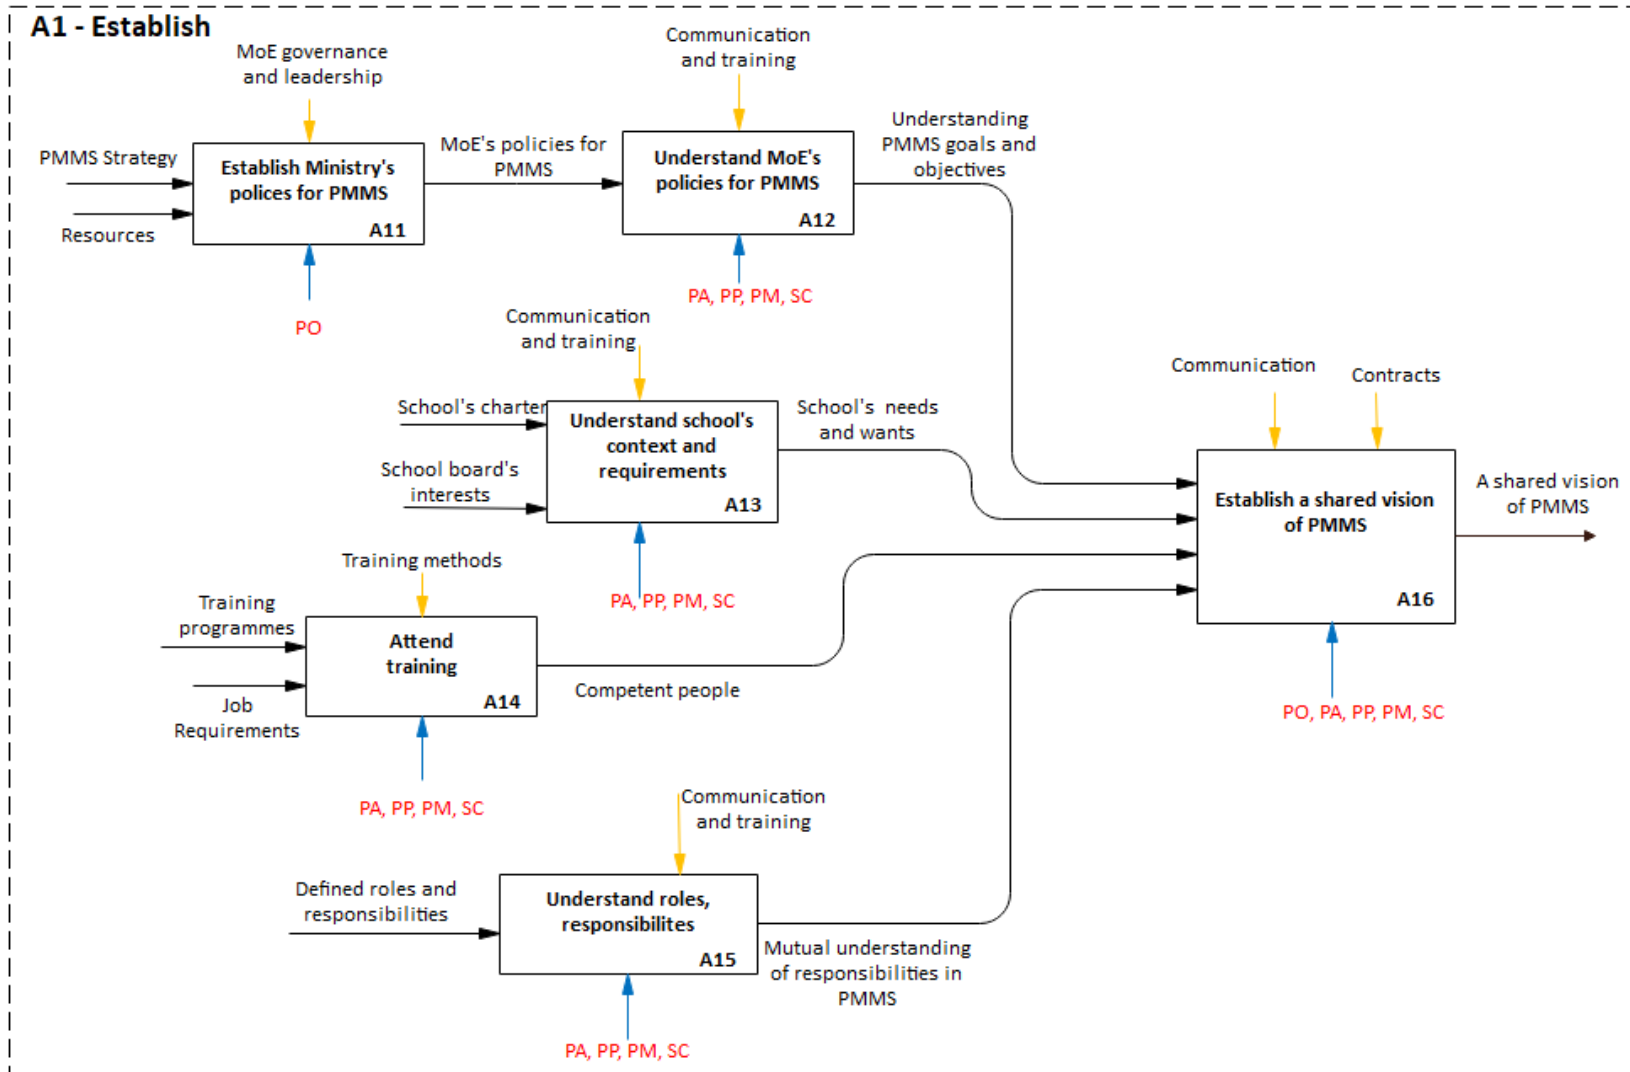 A1 - Establish
MoE governance
and leadership
Communication
and training
PMMS Strategy
Resources
Establish Ministry's
polices for PMMS
A11
PO
MoE's policies for
PMMS
Understand MoE's
policies for PMMS
A12
PA, PP, PM, SC
Understanding
PMMS goals and
objectives
Communication
and training
School's charter
School board's
interests
Understand school's
context and
requirements
A13
PA, PP, PM, SC
School's needs
and wants
Training methods
Training
programmes
Job
Requirements
Attend
training
A14
PA, PP, PM, SC
Competent people
Communication
and training
Defined roles and
responsibilities
Understand roles,
responsibilites
A15
PA, PP, PM, SC
Mutual understanding
of responsibilities in
PMMS
Communication
Contracts
Establish a shared vision
of PMMS
A16
PO, PA, PP, PM, SC
A shared vision
of PMMS